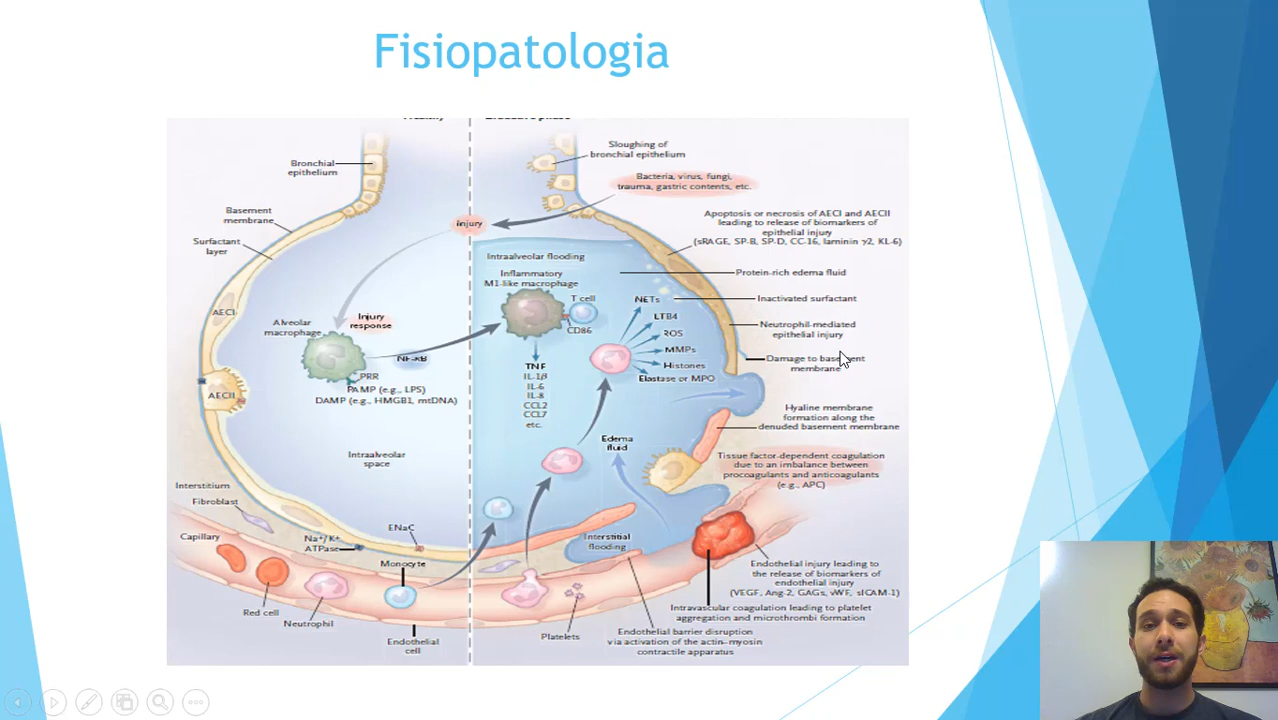 Fisiopatologia
Sloughing of
bronchial epithelium
Bronchial
epithelium
Bacteria, virus, fungi,
trauma, gastric contents, etc.
Basement
membrane
Injury
Apoptosis or necrosis of AECI and AECII
leading to release of biomarkers of
epithelial injury
(sRAGE, SP-B, SP-D, CC-16, laminin γ2, KL-6)
Surfactant
layer
Intraalveolar flooding
Inflammatory
M1-like macrophage
Protein-rich edema fluid
T cell
CD86
NETs
Inactivated surfactant
AECI
Alveolar
macrophage
Injury
response
LTB4
ROS
MMPs
Histones
Elastase or MPO
Neutrophil-mediated
epithelial injury
NF-κB
Damage to basement
membrane
TNF
IL-1β
IL-6
IL-8
CCL2
CCL7
etc.
PRR
PAMP (e.g., LPS)
DAMP (e.g., HMGB1, mtDNA)
AECII
Hyaline membrane
formation along the
denuded basement membrane
Edema
fluid
Intraalveolar
space
Tissue factor-dependent coagulation
due to an imbalance between
procoagulants and anticoagulants
(e.g., APC)
Interstitium
Fibroblast
Capillary
Na+/K+
ATPase
ENaC
Interstitial
flooding
Monocyte
Endothelial injury leading to
the release of biomarkers of
endothelial injury
(VEGF, Ang-2, GAGs, vWF, sICAM-1)
Red cell
Neutrophil
Intravascular coagulation leading to platelet
aggregation and microthrombi formation
Endothelial
cell
Platelets
Endothelial barrier disruption
via activation of the actin–myosin
contractile apparatus